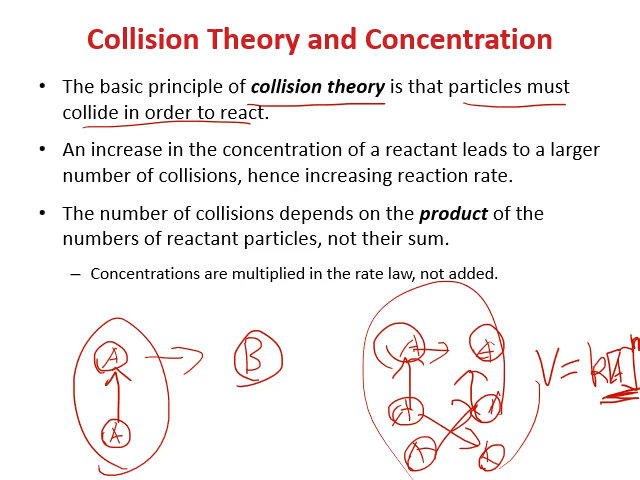 Collision Theory and Concentration
• The basic principle of collision theory is that particles must
collide in order to react.
• An increase in the concentration of a reactant leads to a larger
number of collisions, hence increasing reaction rate.
• The number of collisions depends on the product of the
numbers of reactant particles, not their sum.
– Concentrations are multiplied in the rate law, not added.
A → B
A
A A
A A
A A
V = k[A]^n